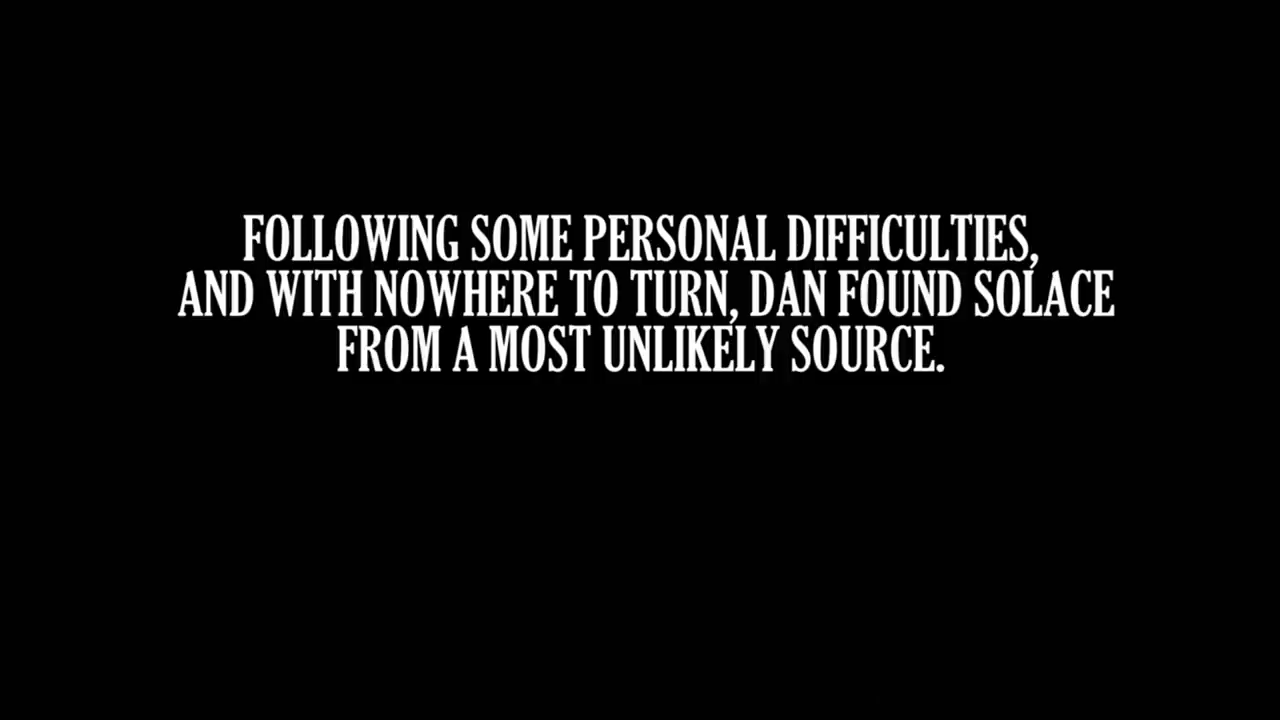 FOLLOWING SOME PERSONAL DIFFICULTIES,
AND WITH NOWHERE TO TURN, DAN FOUND SOLACE
FROM A MOST UNLIKELY SOURCE.